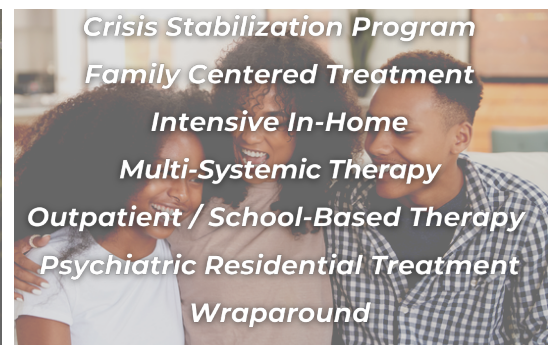 Crisis Stabilization Program
Family Centered Treatment
Intensive In-Home
Multi-Systemic Therapy
Outpatient / School-Based Therapy
Psychiatric Residential Treatment
Wraparound